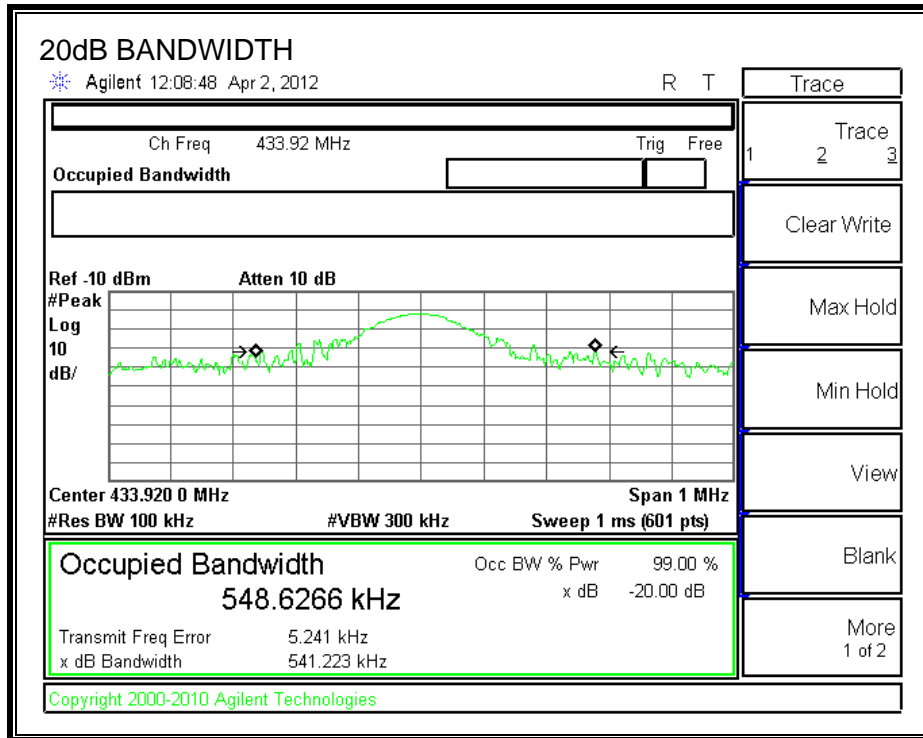 20dB BANDWIDTH
Agilent 12:08:48 Apr 2, 2012 R T
Trace
Ch Freq 433.92 MHz Trig Free
Occupied Bandwidth
Trace
1 2 3
Clear Write
Max Hold
Min Hold
View
Blank
More
1 of 2
Ref -10 dBm Atten 10 dB
#Peak
Log
10
dB/
Center 433.920 0 MHz Span 1 MHz
#Res BW 100 kHz #VBW 300 kHz Sweep 1 ms (601 pts)
Occupied Bandwidth Occ BW % Pwr 99.00 %
548.6266 kHz x dB -20.00 dB
Transmit Freq Error 5.241 kHz
x dB Bandwidth 541.223 kHz
Copyright 2000-2010 Agilent Technologies